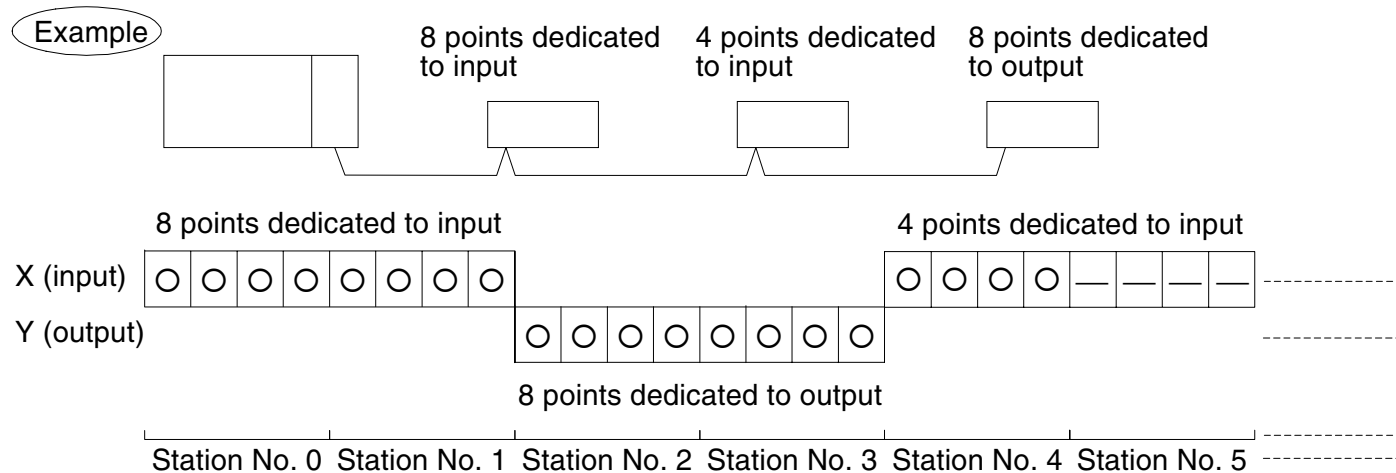 Example
8 points dedicated
to input
4 points dedicated
to input
8 points dedicated
to output
8 points dedicated to input
4 points dedicated to input
X (input)
Y (output)
8 points dedicated to output
Station No. 0 Station No. 1 Station No. 2 Station No. 3 Station No. 4 Station No. 5